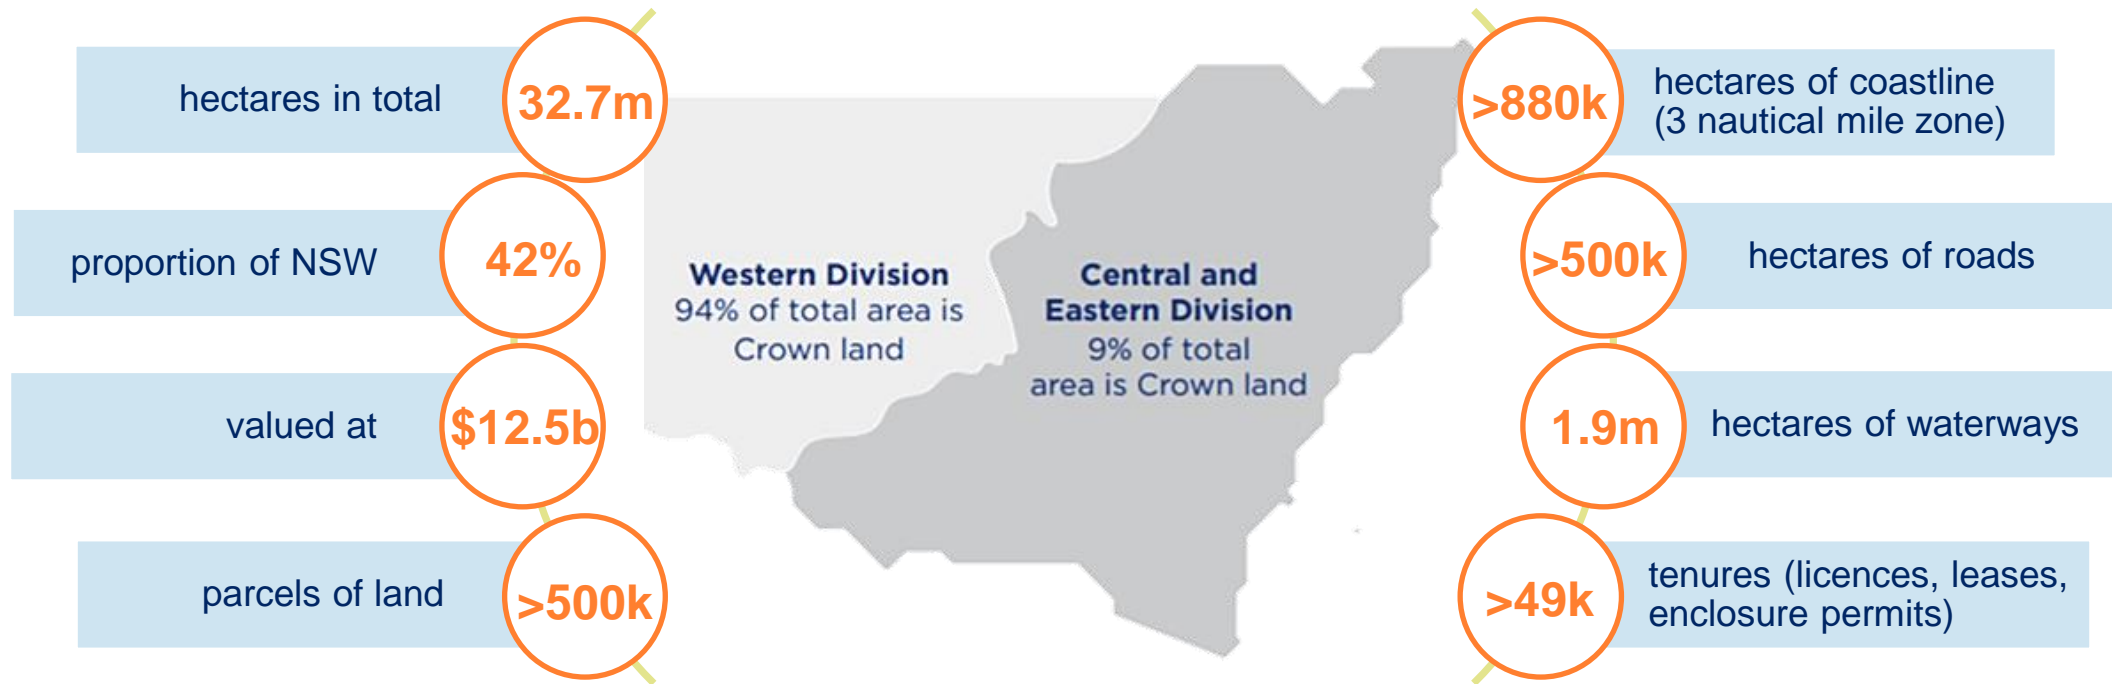 hectares in total
32.7m
proportion of NSW
42%
valued at
$12.5b
parcels of land
>500k
Western Division
94% of total area is
Crown land
Central and
Eastern Division
9% of total
area is Crown land
>880k
hectares of coastline
(3 nautical mile zone)
>500k
hectares of roads
1.9m
hectares of waterways
>49k
tenures (licences, leases,
enclosure permits)